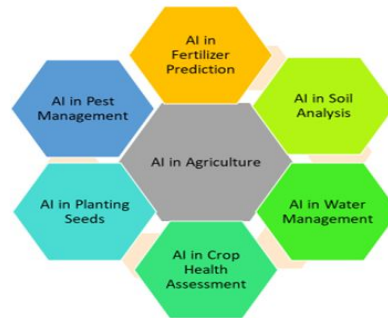 AI in
Fertilizer
Prediction
AI in Pest
Management
AI in Soil
Analysis
AI in Agriculture
AI in Planting
Seeds
AI in Water
Management
AI in Crop
Health
Assessment